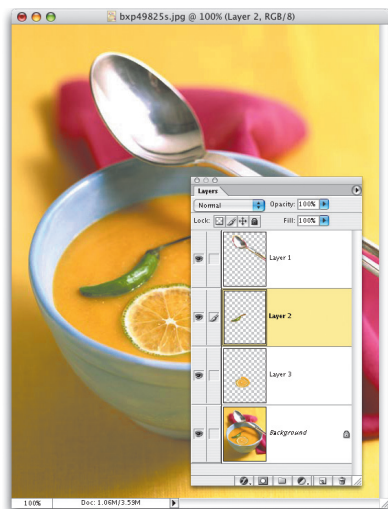 bxp49825s.jpg @ 100% (Layer 2, RGB/8)
Layers
Normal Opacity: 100%
Lock: Fill: 100%
Layer 1
Layer 2
Layer 3
Background
100% Doc: 1.06M/3.59M